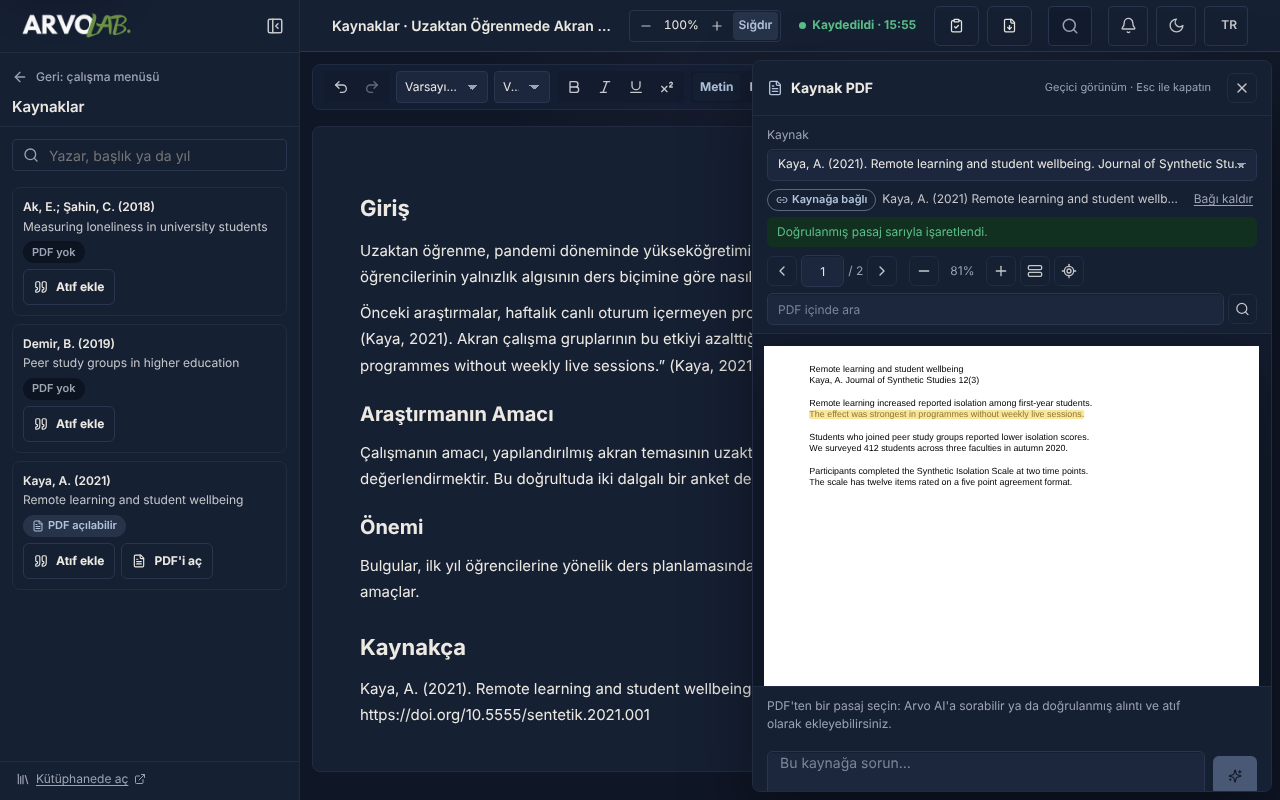 ARVOLAB.
Geri: çalışma menüsü
Kaynaklar
Yazar, başlık ya da yıl
Ak, E.; Şahin, C. (2018)
Measuring loneliness in university students
PDF yok
Atıf ekle
Demir, B. (2019)
Peer study groups in higher education
PDF yok
Atıf ekle
Kaya, A. (2021)
Remote learning and student wellbeing
PDF açılabilir
Atıf ekle PDF'i aç
Kütüphanede aç
Kaynaklar · Uzaktan Öğrenmede Akran ... 100% Sığdır Kaydedildi · 15:55 TR
Varsayı... V... B I U x² Metin
Giriş
Uzaktan öğrenme, pandemi döneminde yükseköğretimi
öğrencilerinin yalnızlık algısının ders biçimine göre nasıl
Önceki araştırmalar, haftalık canlı oturum içermeyen
(Kaya, 2021). Akran çalışma gruplarının bu etkiyi
programmes without weekly live sessions.” (Kaya, 2021
Araştırmanın Amacı
Çalışmanın amacı, yapılandırılmış akran temasının
değerlendirmektir. Bu doğrultuda iki dalgalı bir anket
Önemi
Bulgular, ilk yıl öğrencilerine yönelik ders planlamasında
amaçlar.
Kaynakça
Kaya, A. (2021). Remote learning and student wellbeing
https://doi.org/10.5555/sentetik.2021.001
Kaynak PDF Geçici görünüm · Esc ile kapatın
Kaynak
Kaya, A. (2021). Remote learning and student wellbeing. Journal of Synthetic Stu...
Kaynağa bağlı Kaya, A. (2021) Remote learning and student wellb... Bağı kaldır
Doğrulanmış pasaj sarıyla işaretlendi.
1 / 2 81%
PDF içinde ara
Remote learning and student wellbeing
Kaya, A. Journal of Synthetic Studies 12(3)
Remote learning increased reported isolation among first-year students.
The effect was strongest in programmes without weekly live sessions.
Students who joined peer study groups reported lower isolation scores.
We surveyed 412 students across three faculties in autumn 2020.
Participants completed the Synthetic Isolation Scale at two time points.
The scale has twelve items rated on a five point agreement format.
PDF'ten bir pasaj seçin: Arvo AI'a sorabilir ya da doğrulanmış alıntı ve atıf
olarak ekleyebilirsiniz.
Bu kaynağa sorun...